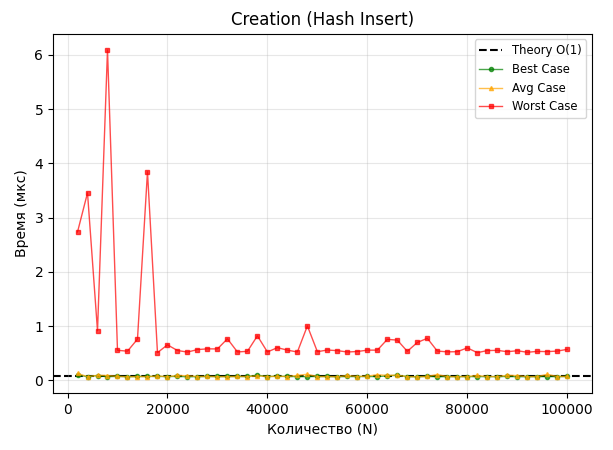 Creation (Hash Insert)
Theory O(1)
Best Case
Avg Case
Worst Case
Время (мкс)
6
5
4
3
2
1
0
0 20000 40000 60000 80000 100000
Количество (N)